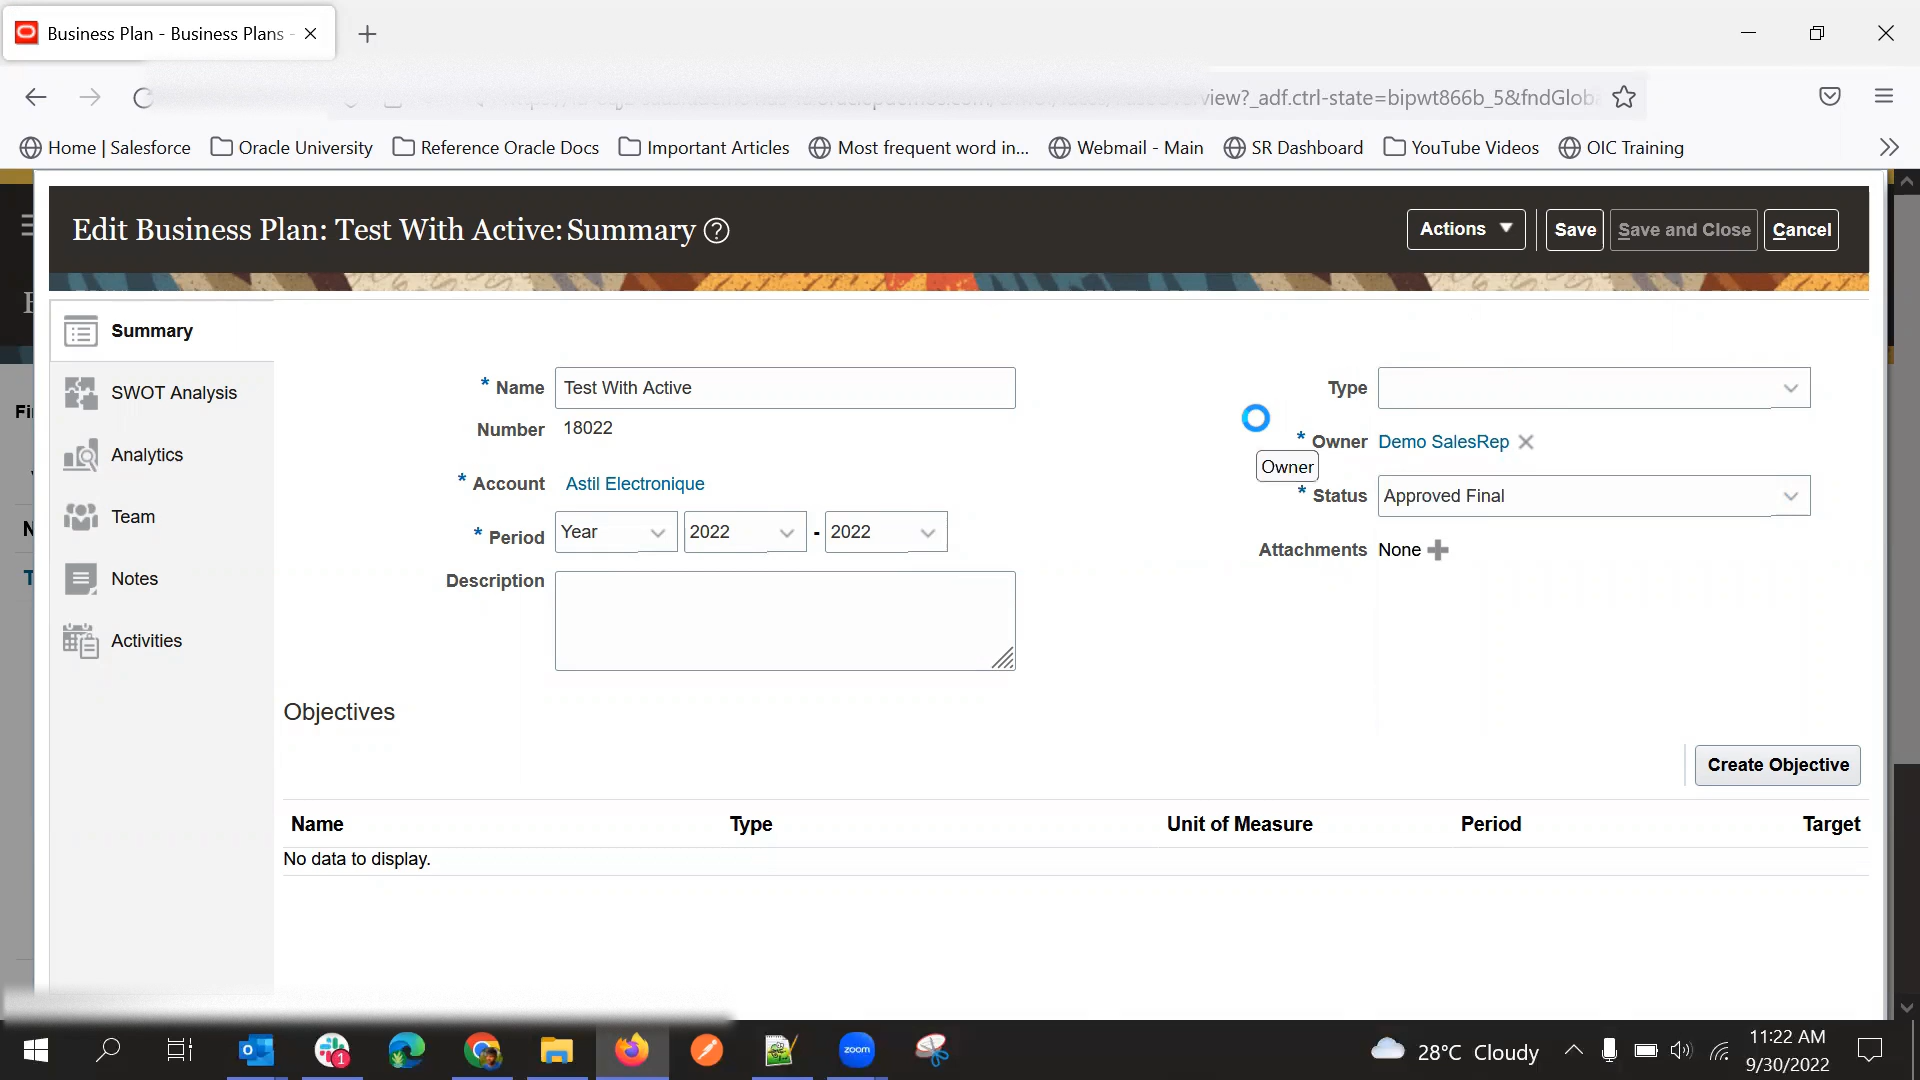 Business Plan - Business Plans -
view?_adf.ctrl-state=bipwt866b_5&fndGloba
Home | Salesforce
Oracle University
Reference Oracle Docs
Important Articles
Most frequent word in...
Webmail - Main
SR Dashboard
YouTube Videos
OIC Training
Edit Business Plan: Test With Active: Summary ?
Actions
Save
Save and Close
Cancel
Summary
SWOT Analysis
Analytics
Team
Notes
Activities
* Name Test With Active
Number 18022
* Account Astil Electronique
* Period Year 2022 - 2022
Description
Type
* Owner Demo SalesRep
Owner
* Status Approved Final
Attachments None
Objectives
Create Objective
Name Type Unit of Measure Period Target
No data to display.
1
zoom
28°C Cloudy
11:22 AM
9/30/2022